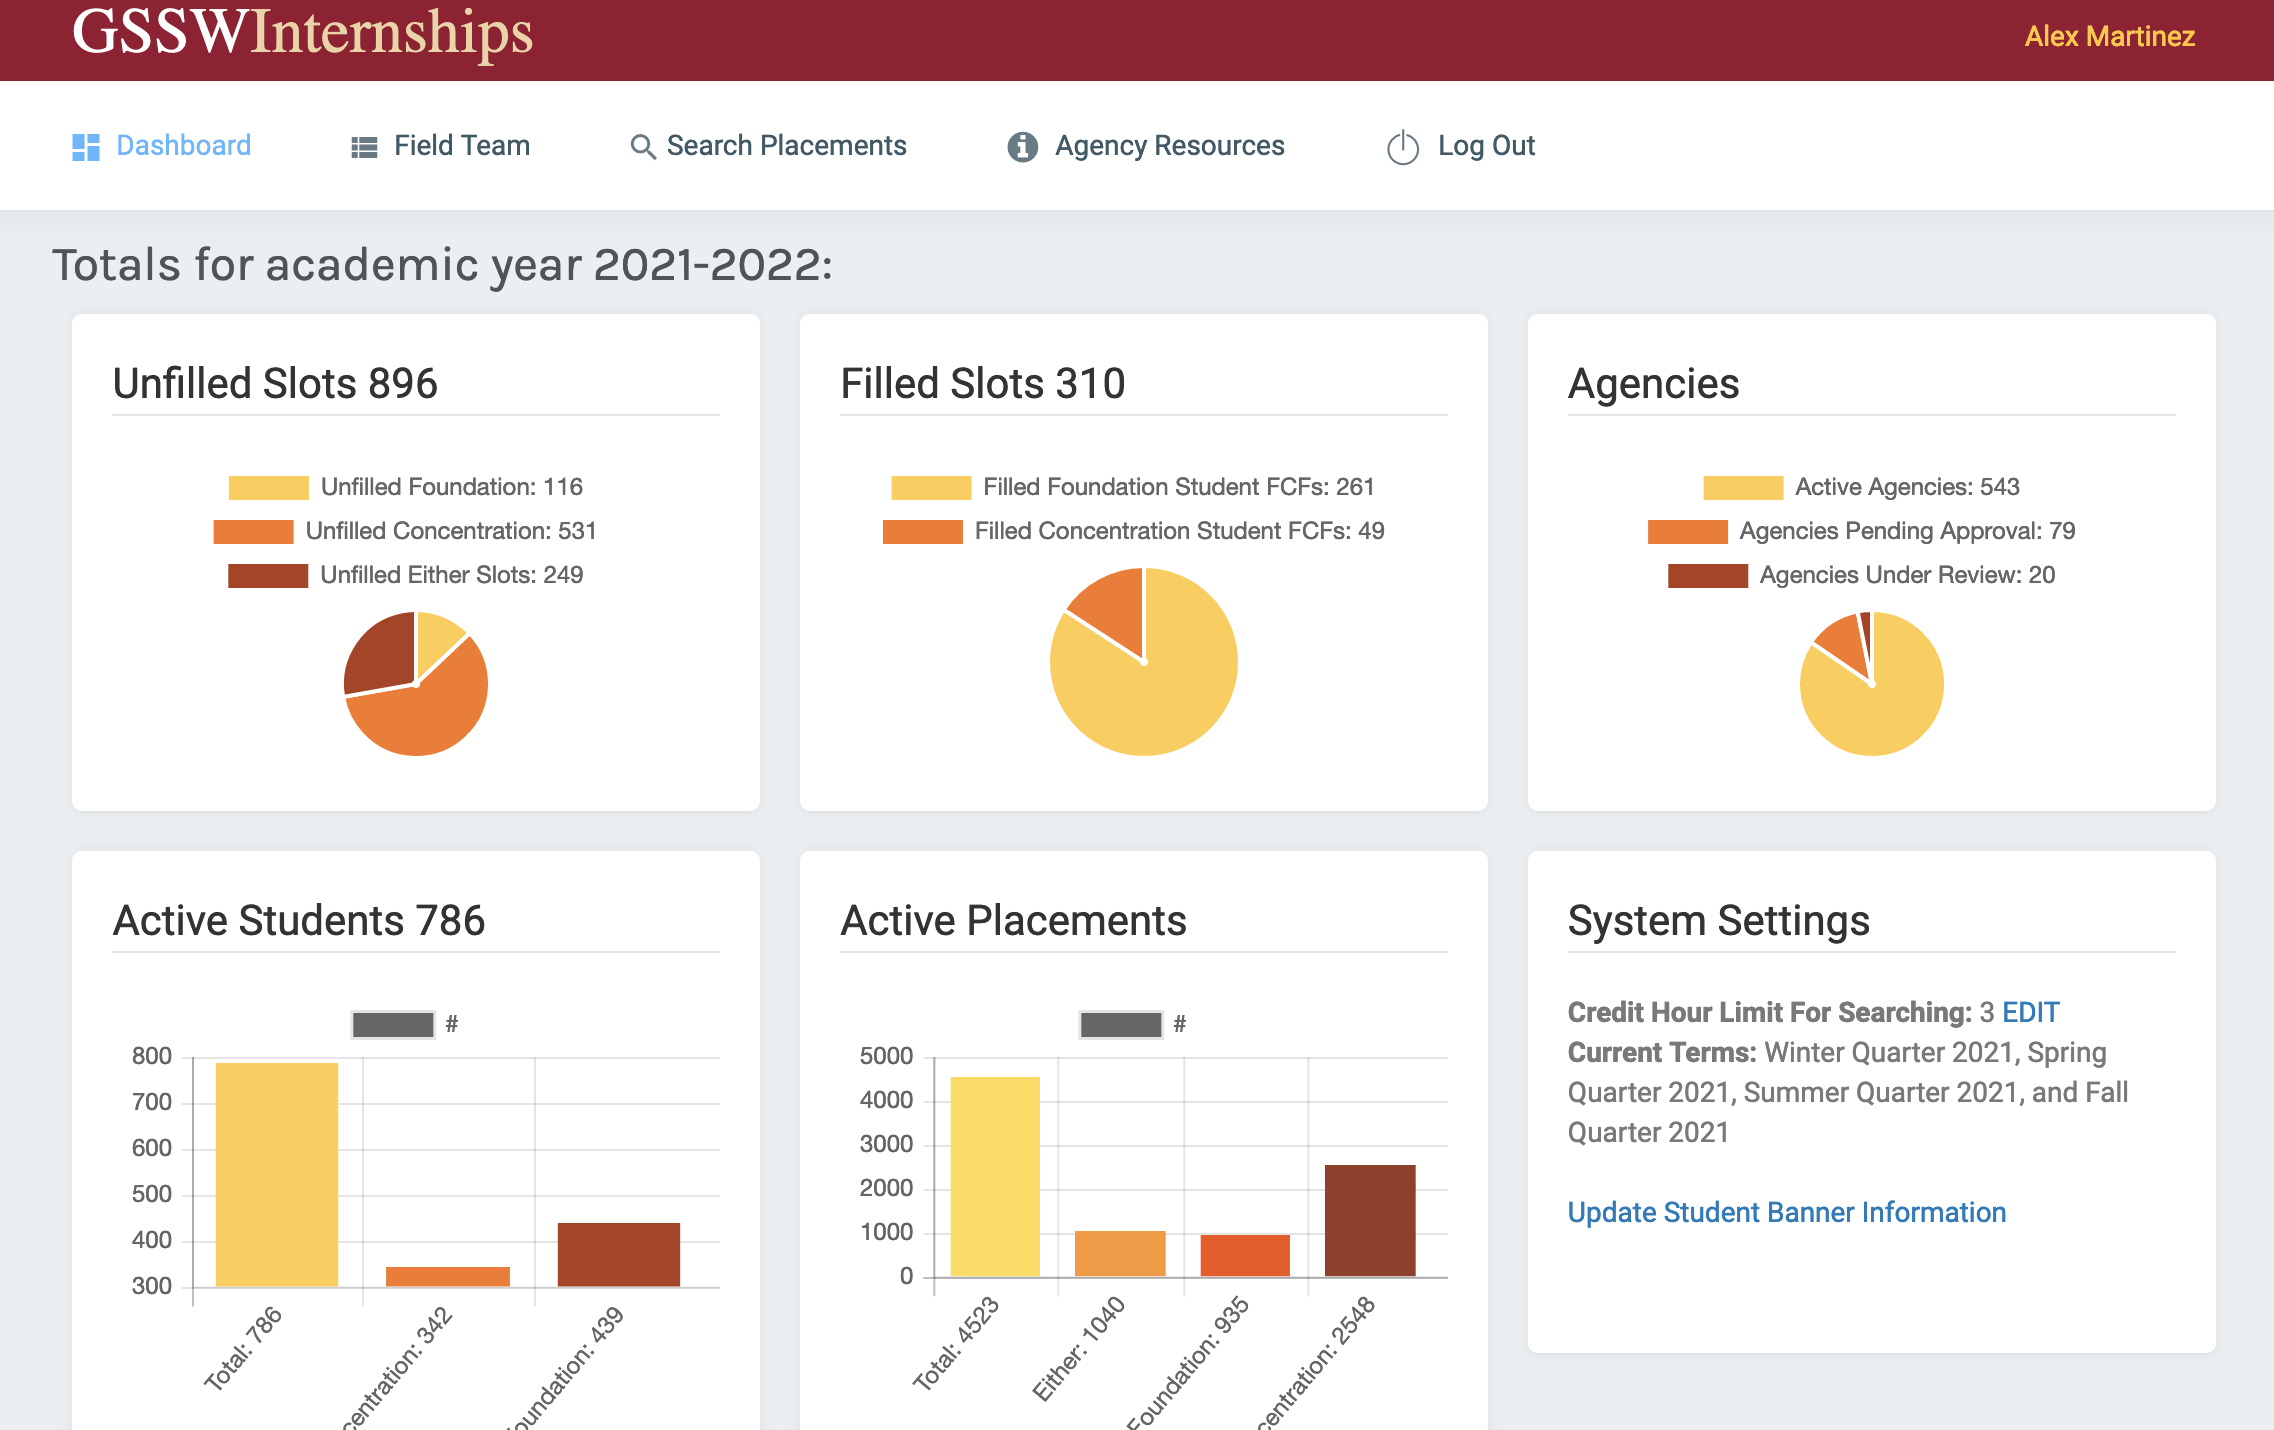 GSSWInternships
Alex Martinez
Dashboard
Field Team
Search Placements
Agency Resources
Log Out
Totals for academic year 2021-2022:
Unfilled Slots 896
Unfilled Foundation: 116
Unfilled Concentration: 531
Unfilled Either Slots: 249
Filled Slots 310
Filled Foundation Student FCFs: 261
Filled Concentration Student FCFs: 49
Agencies
Active Agencies: 543
Agencies Pending Approval: 79
Agencies Under Review: 20
Active Students 786
#
800
700
600
500
400
300
Total: 786
centration: 342
oundation: 439
Active Placements
#
5000
4000
3000
2000
1000
0
Total: 4523
Either: 1040
Foundation: 935
centration: 2548
System Settings
Credit Hour Limit For Searching: 3 EDIT
Current Terms: Winter Quarter 2021, Spring
Quarter 2021, Summer Quarter 2021, and Fall
Quarter 2021
Update Student Banner Information